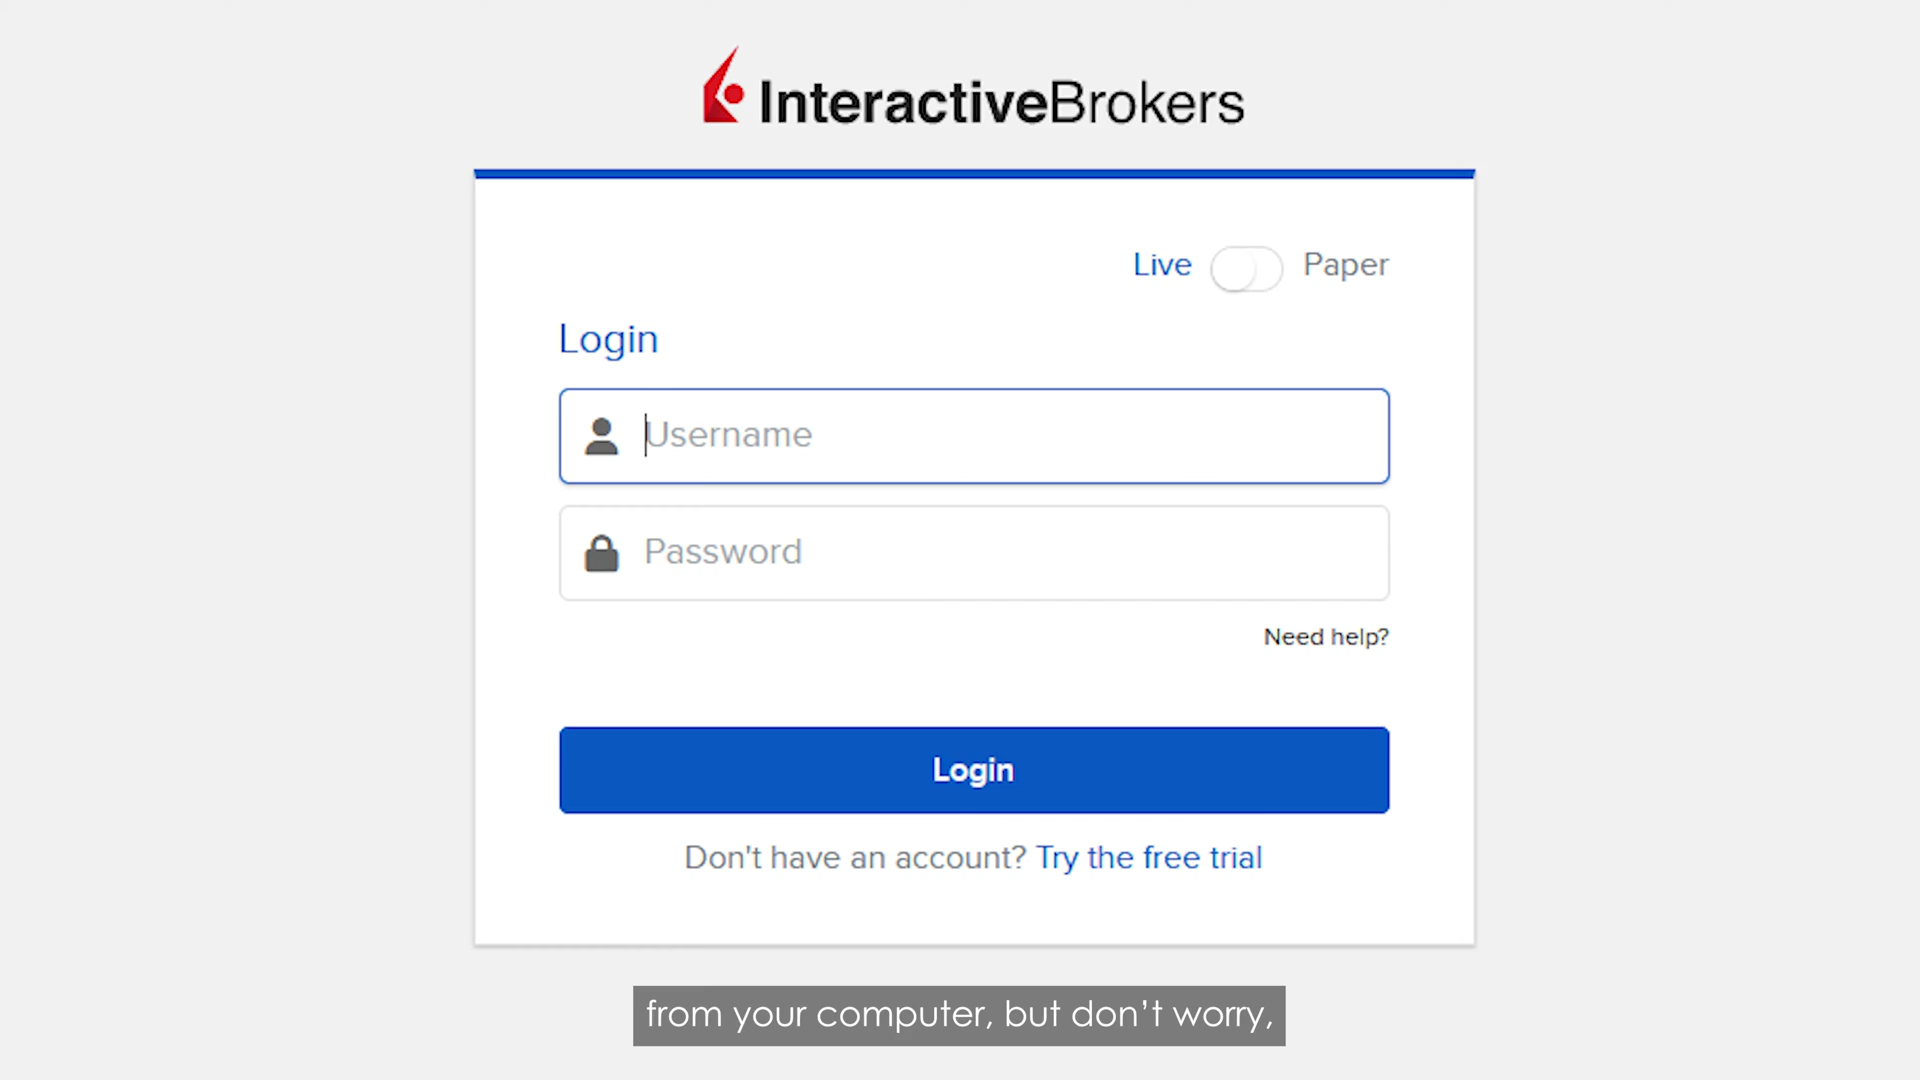 InteractiveBrokers
Live Paper
Login
Username
Password
Need help?
Login
Don't have an account? Try the free trial
from your computer, but don’t worry,